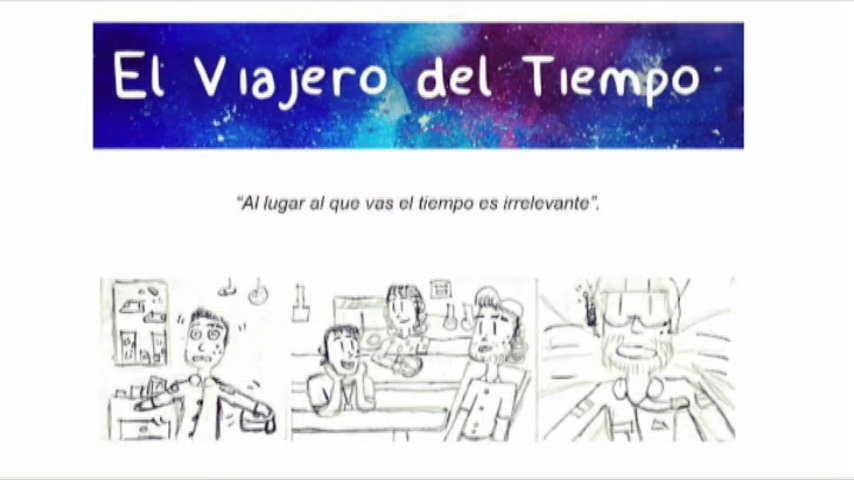 El Viajero del Tiempo
“Al lugar al que vas el tiempo es irrelevante”.